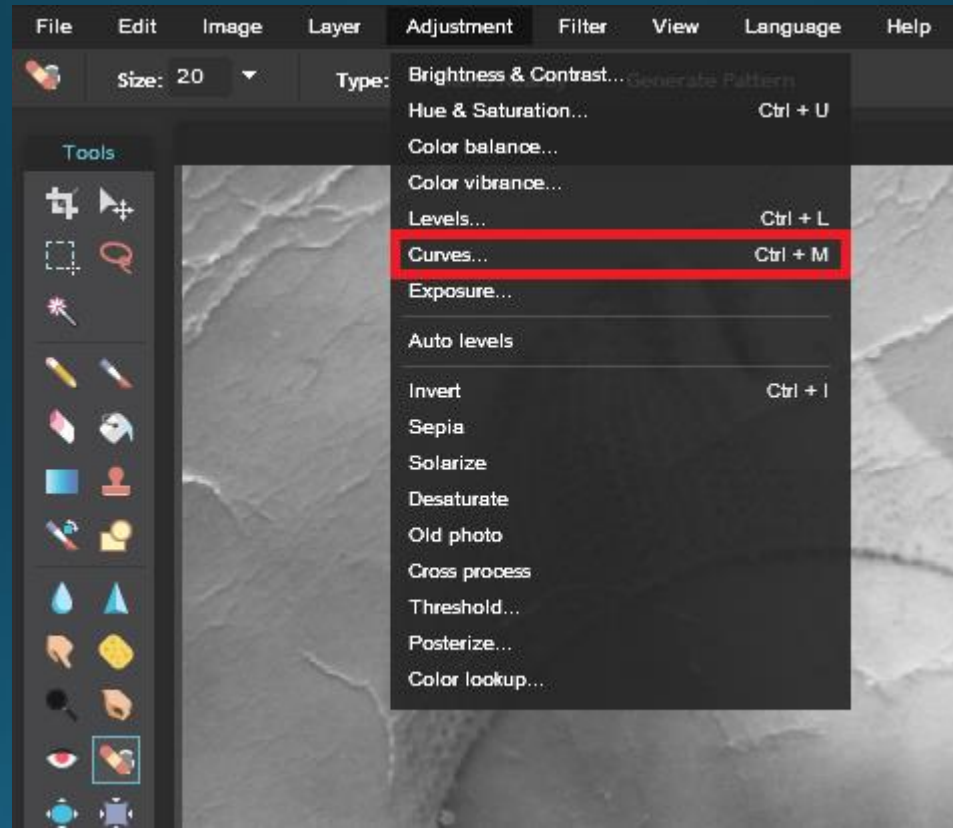 File Edit Image Layer Adjustment Filter View Language Help
Size: 20 Type: Generate Pattern
Tools
Brightness & Contrast...
Hue & Saturation... Ctrl + U
Color balance...
Color vibrance...
Levels... Ctrl + L
Curves... Ctrl + M
Exposure...
Auto levels
Invert Ctrl + I
Sepia
Solarize
Desaturate
Old photo
Cross process
Threshold...
Posterize...
Color lookup...